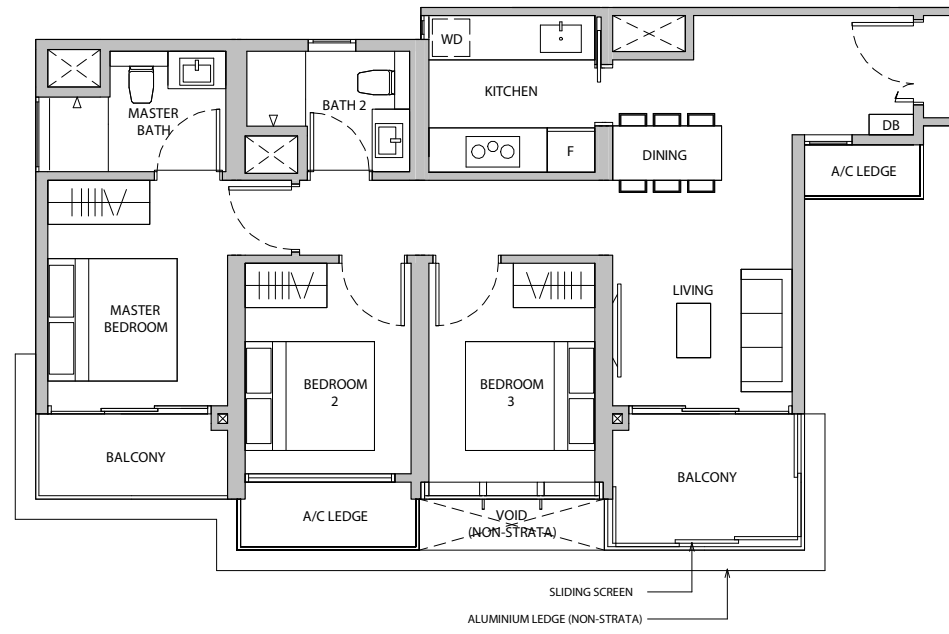 WD
KITCHEN
MASTER
BATH
BATH 2
F
DINING
DB
A/C LEDGE
MASTER
BEDROOM
BEDROOM
2
BEDROOM
3
LIVING
BALCONY
A/C LEDGE
VOID
(NON-STRATA)
BALCONY
SLIDING SCREEN
ALUMINIUM LEDGE (NON-STRATA)